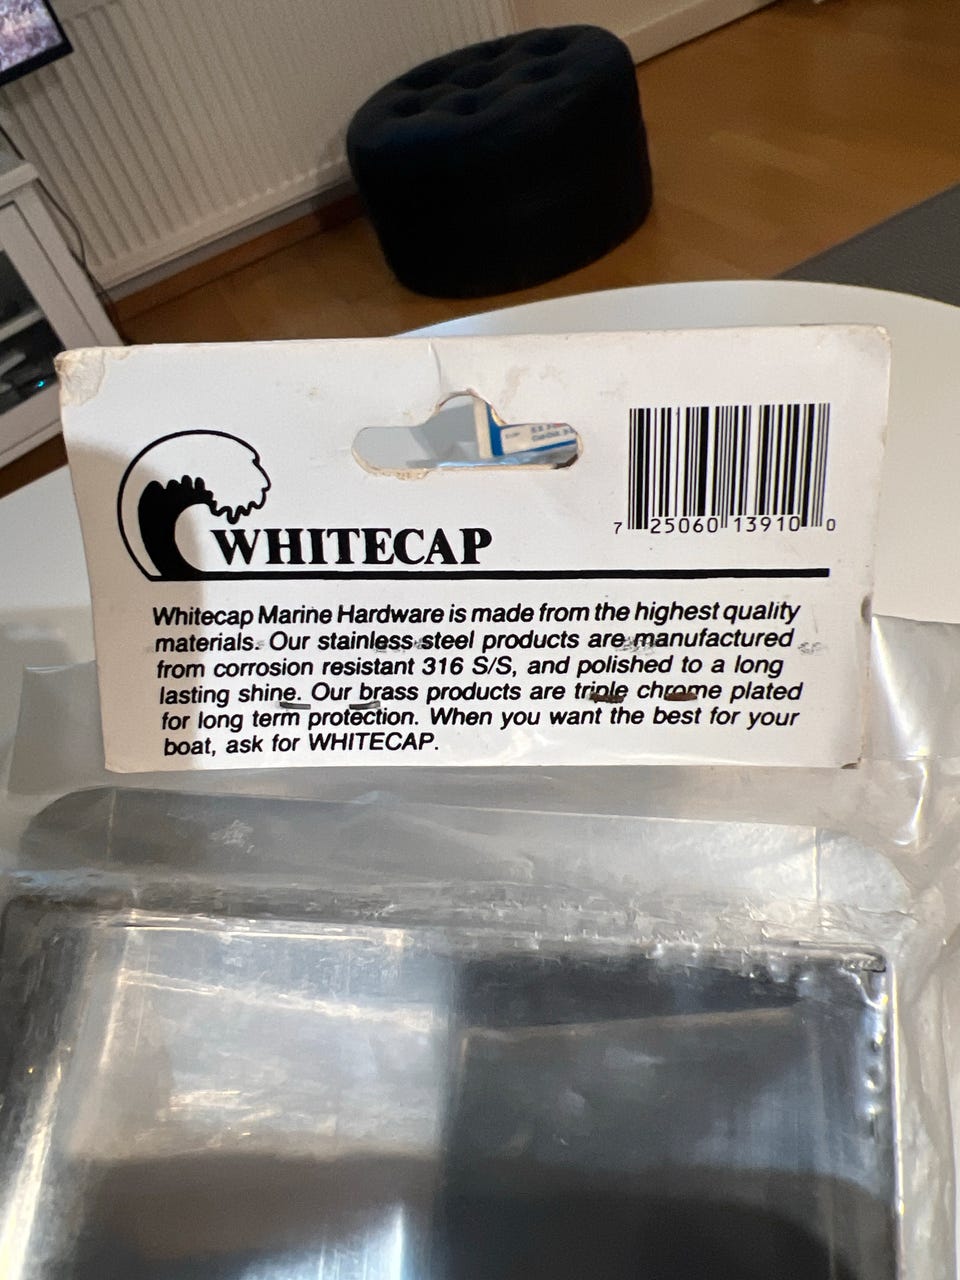 7 25060 13910 0
WHITECAP
Whitecap Marine Hardware is made from the highest quality
materials. Our stainless steel products are manufactured
from corrosion resistant 316 S/S, and polished to a long
lasting shine. Our brass products are triple chrome plated
for long term protection. When you want the best for your
boat, ask for WHITECAP.